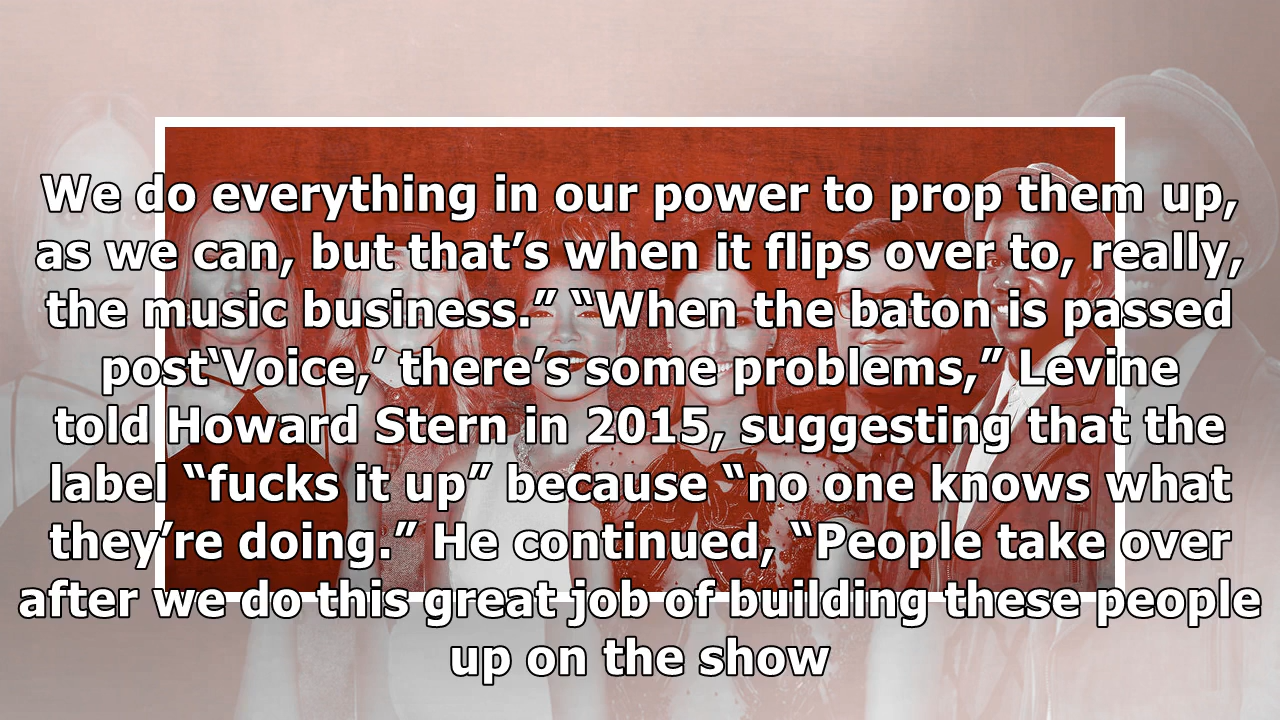 We do everything in our power to prop them up,
as we can, but that’s when it flips over to, really,
the music business.” “When the baton is passed
post‘Voice,’ there’s some problems,” Levine
told Howard Stern in 2015, suggesting that the
label “fucks it up” because “no one knows what
they’re doing.” He continued, “People take over
after we do this great job of building these people
up on the show